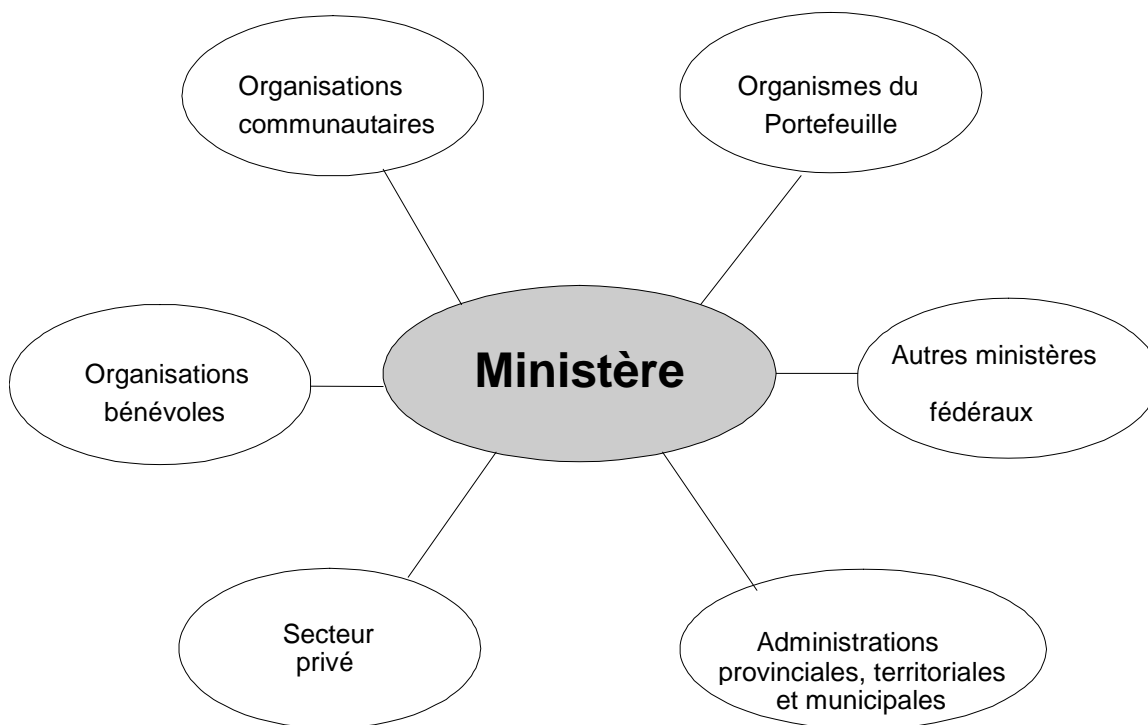 Organisations
communautaires
Organismes du
Portefeuille
Ministère
Organisations
bénévoles
Autres ministères
fédéraux
Secteur
privé
Administrations
provinciales, territoriales
et municipales